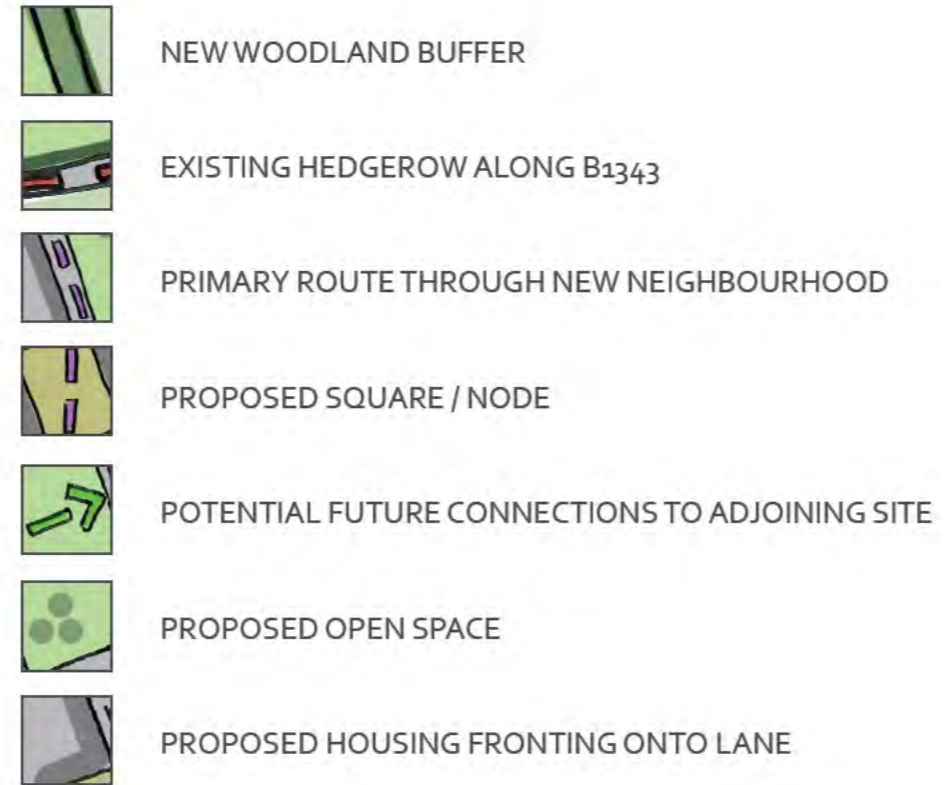 NEW WOODLAND BUFFER
EXISTING HEDGEROW ALONG B1343
PRIMARY ROUTE THROUGH NEW NEIGHBOURHOOD
PROPOSED SQUARE / NODE
POTENTIAL FUTURE CONNECTIONS TO ADJOINING SITE
PROPOSED OPEN SPACE
PROPOSED HOUSING FRONTING ONTO LANE